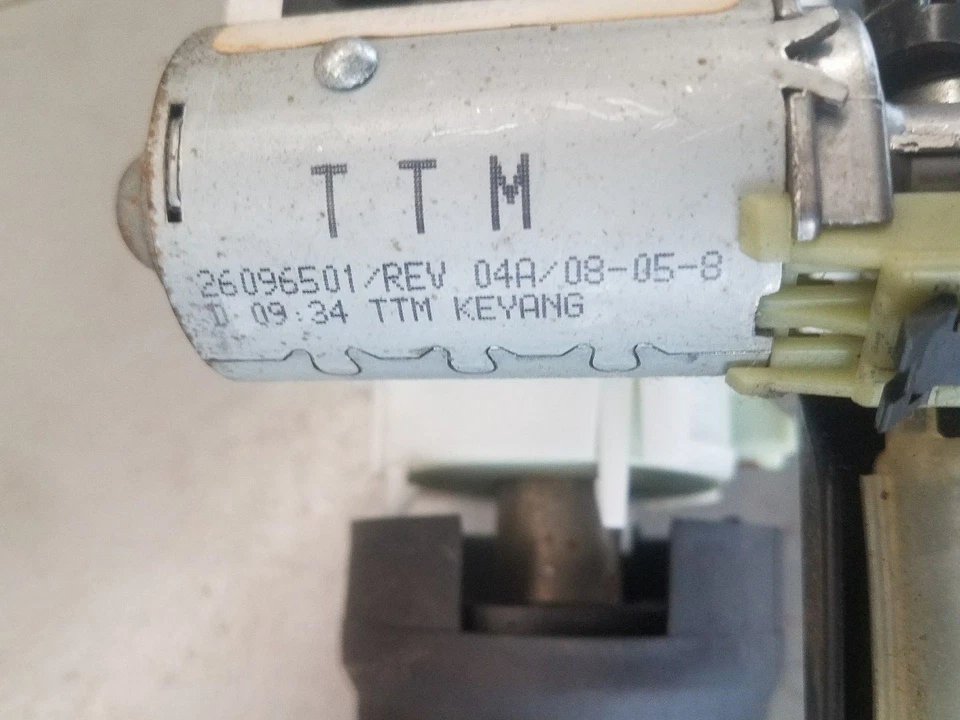 TTM
26096501/REV 04A/08-05-8
D 09:34 TTM KEYANG